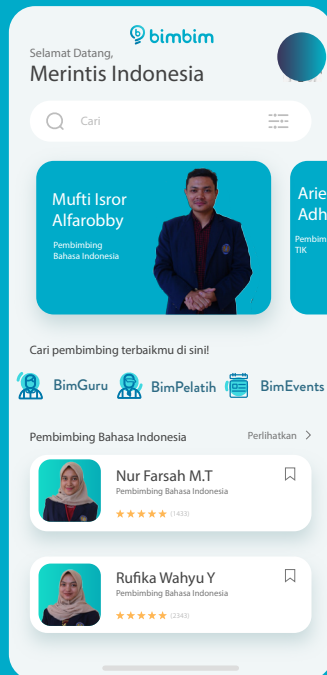 bimbim
Selamat Datang,
Merintis Indonesia
Cari
Mufti Isror
Alfarobby
Pembimbing
Bahasa Indonesia
Arie
Adh
Pembim
TIK
Cari pembimbing terbaikmu di sini!
BimGuru
BimPelatih
BimEvents
Pembimbing Bahasa Indonesia
Perlihatkan
Nur Farsah M.T
Pembimbing Bahasa Indonesia
(1433)
Rufika Wahyu Y
Pembimbing Bahasa Indonesia
(2343)